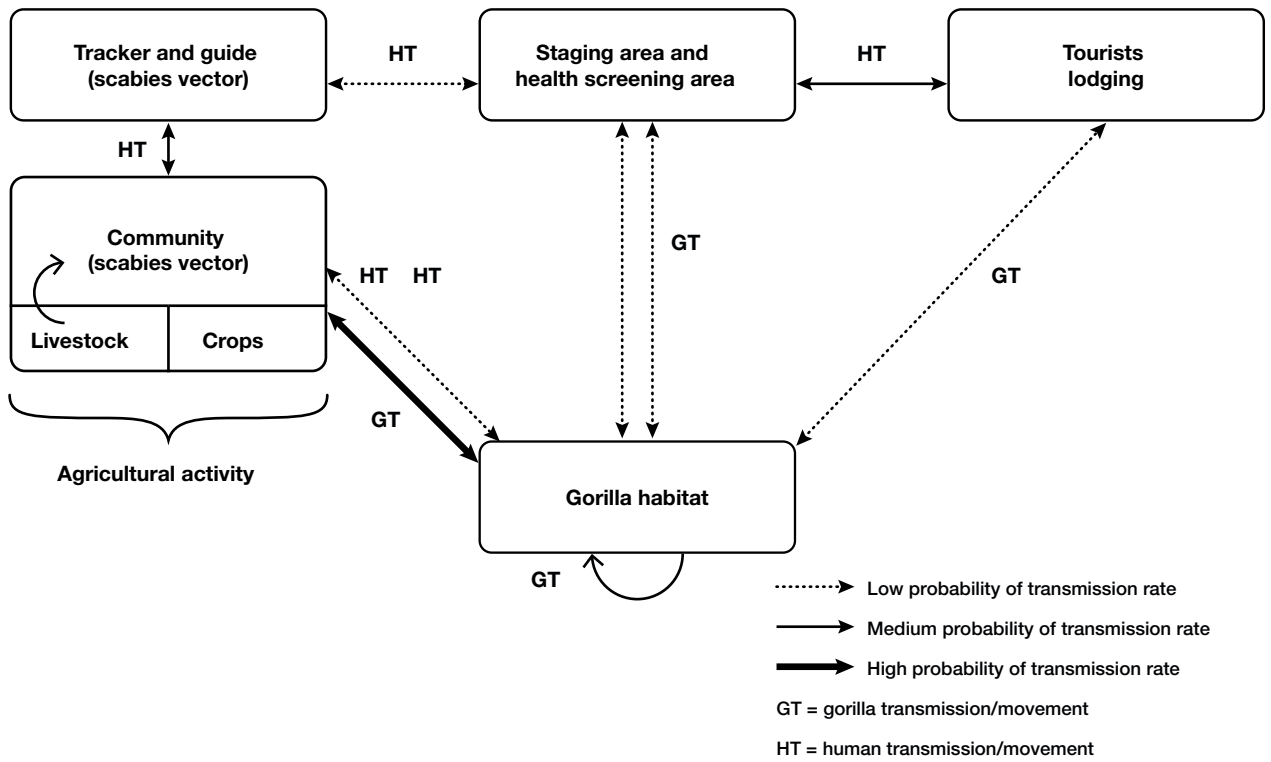 Tracker and guide
(scabies vector)
HT
Staging area and
health screening area
HT
Tourists
lodging
HT
Community
(scabies vector)
Livestock
Crops
HT HT
GT
GT
GT
Agricultural activity
Gorilla habitat
GT
Low probability of transmission rate
Medium probability of transmission rate
High probability of transmission rate
GT = gorilla transmission/movement
HT = human transmission/movement